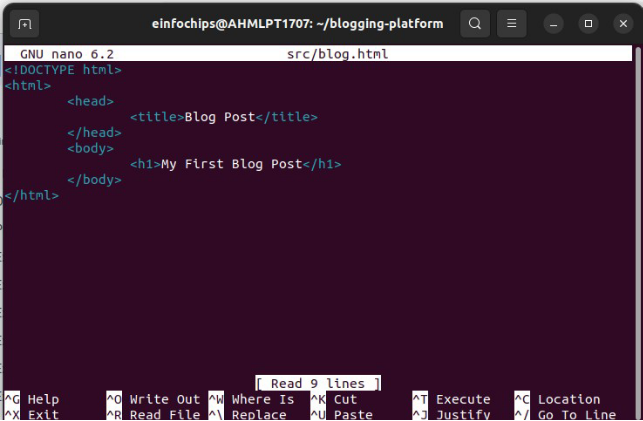 einfochips@AHMLPT1707: ~/blogging-platform
GNU nano 6.2 src/blog.html
<!DOCTYPE html>
<html>
<head>
<title>Blog Post</title>
</head>
<body>
<h1>My First Blog Post</h1>
</body>
</html>
[ Read 9 lines ]
^G Help ^O Write Out ^W Where Is ^K Cut ^T Execute ^C Location
^X Exit ^R Read File ^\ Replace ^U Paste ^J Justify ^/ Go To Line